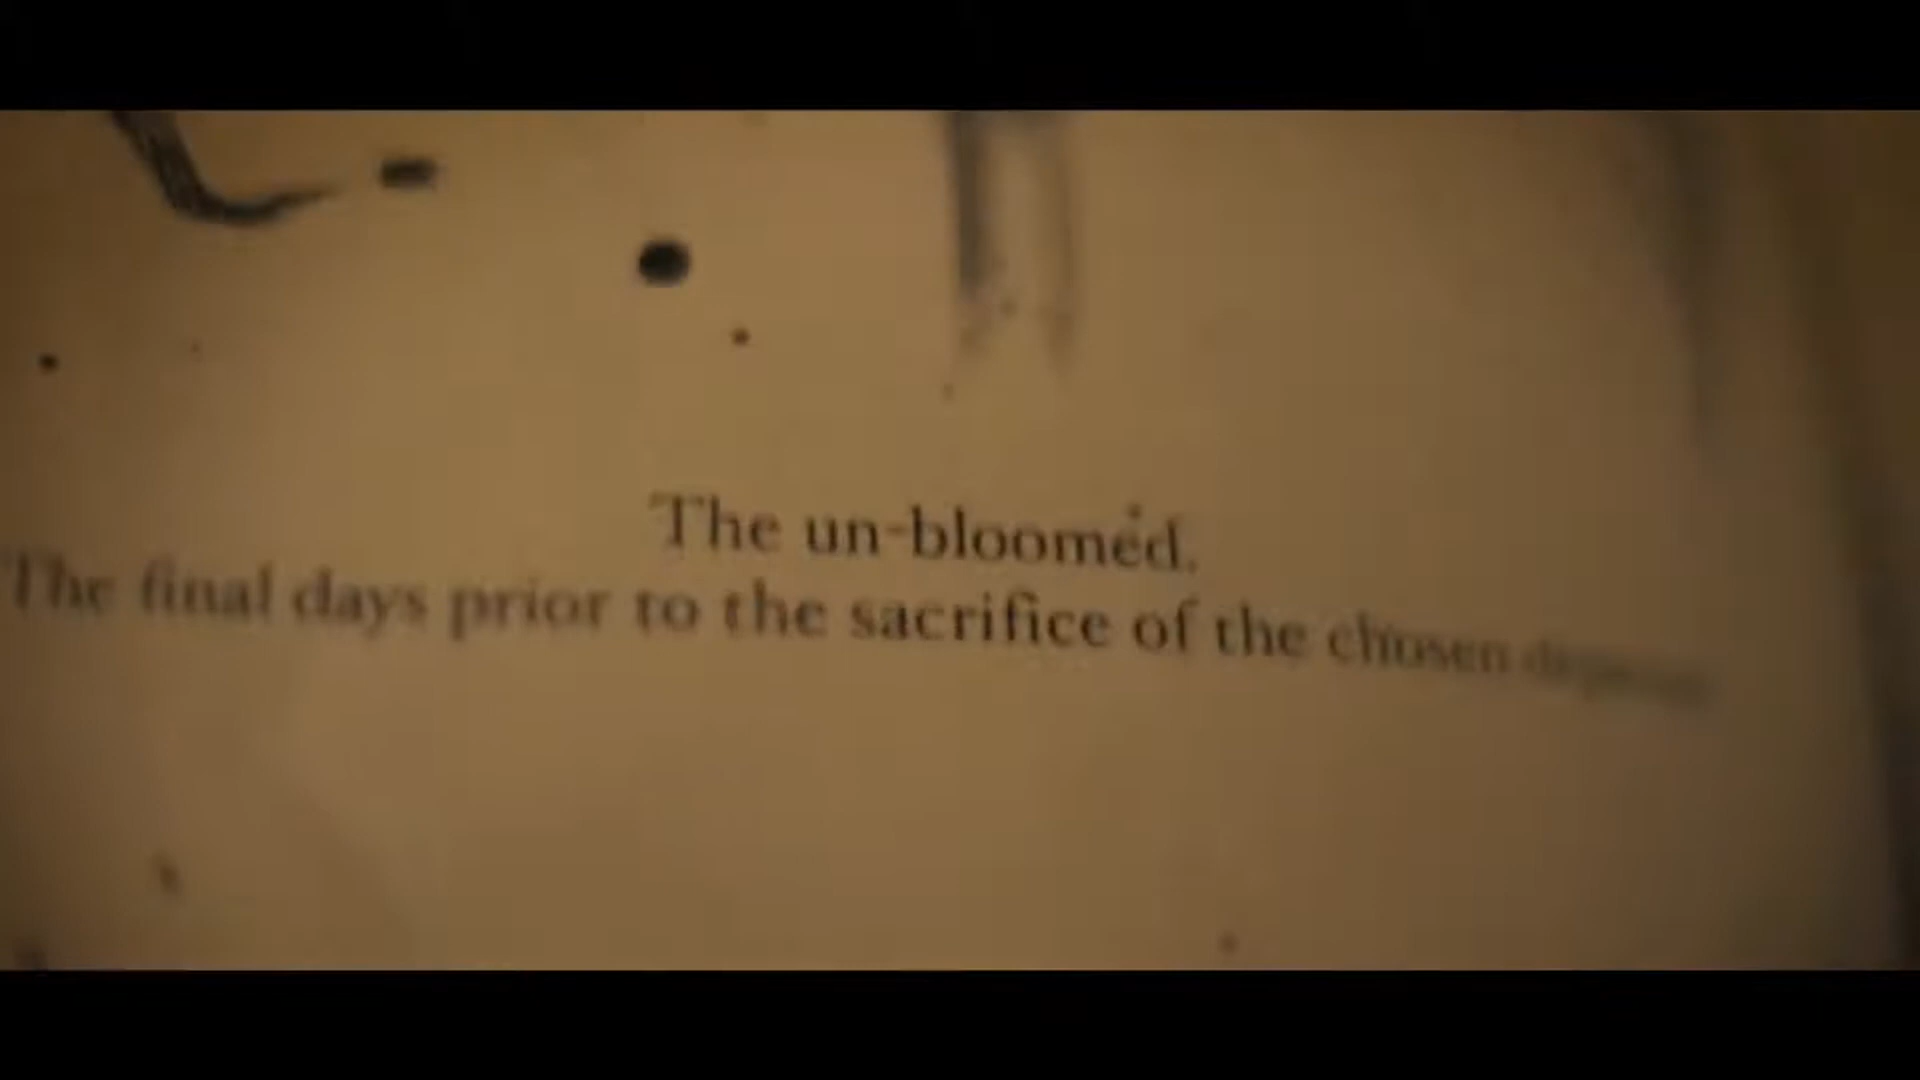 The un-bloomed.
The final days prior to the sacrifice of the chosen